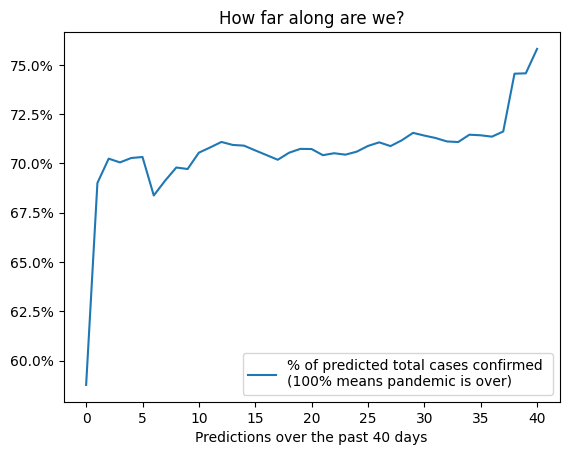 How far along are we?
75.0%
72.5%
70.0%
67.5%
65.0%
62.5%
60.0%
% of predicted total cases confirmed
(100% means pandemic is over)
0 5 10 15 20 25 30 35 40
Predictions over the past 40 days